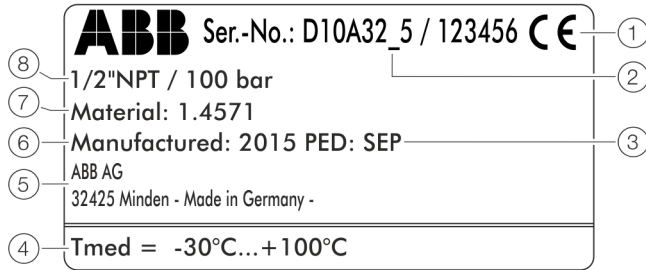 ABB Ser.-No.: D10A32_5 / 123456 CE
1
2
8
1/2"NPT / 100 bar
7
Material: 1.4571
6
Manufactured: 2015 PED: SEP
3
5
ABB AG
32425 Minden - Made in Germany -
4
Tmed = -30°C...+100°C